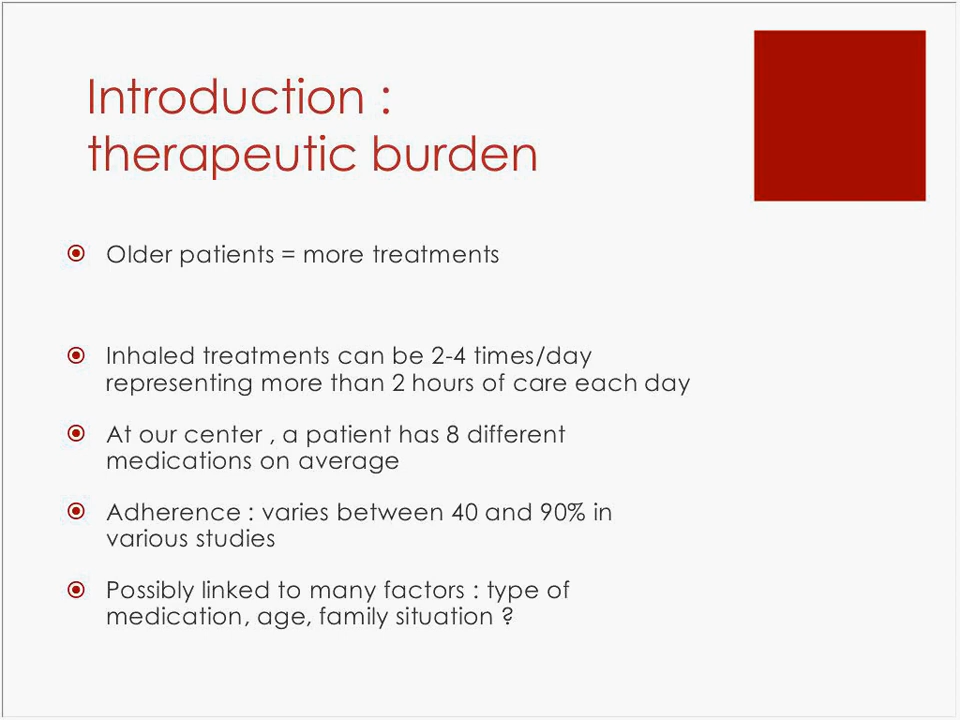 Introduction :
therapeutic burden
Older patients = more treatments
Inhaled treatments can be 2-4 times/day
representing more than 2 hours of care each day
At our center , a patient has 8 different
medications on average
Adherence : varies between 40 and 90% in
various studies
Possibly linked to many factors : type of
medication, age, family situation ?